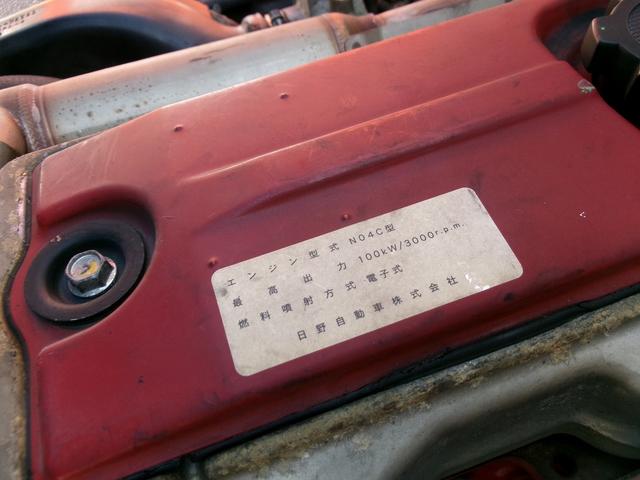 エンジン型式 N04C型
最高出力 100kW/3000r.p.m.
燃料噴射方式 電子式
日野自動車株式会社